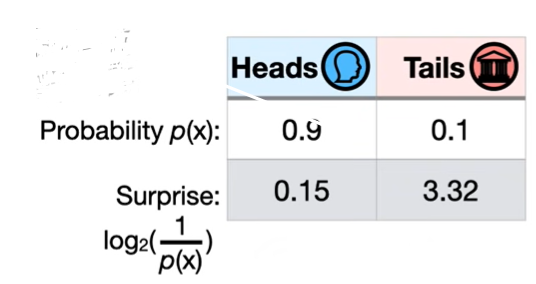 Heads Tails
Probability p(x): 0.9 0.1
Surprise: 0.15 3.32
log₂(1/p(x))